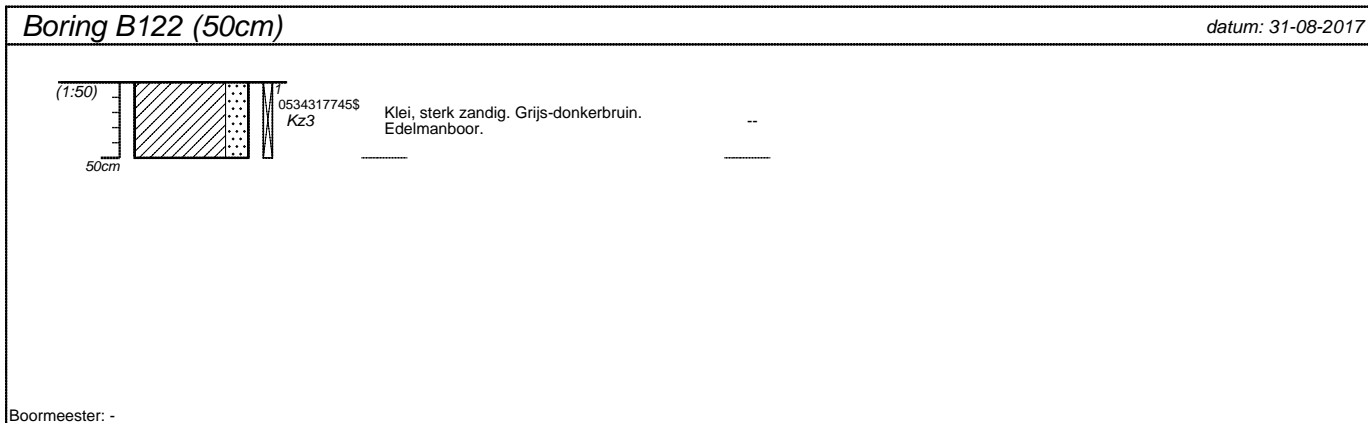 Boring B122 (50cm)
datum: 31-08-2017
(1:50)
1
0534317745$
Kz3
Klei, sterk zandig. Grijs-donkerbruin.
Edelmanboor.
--
50cm
Boormeester: -